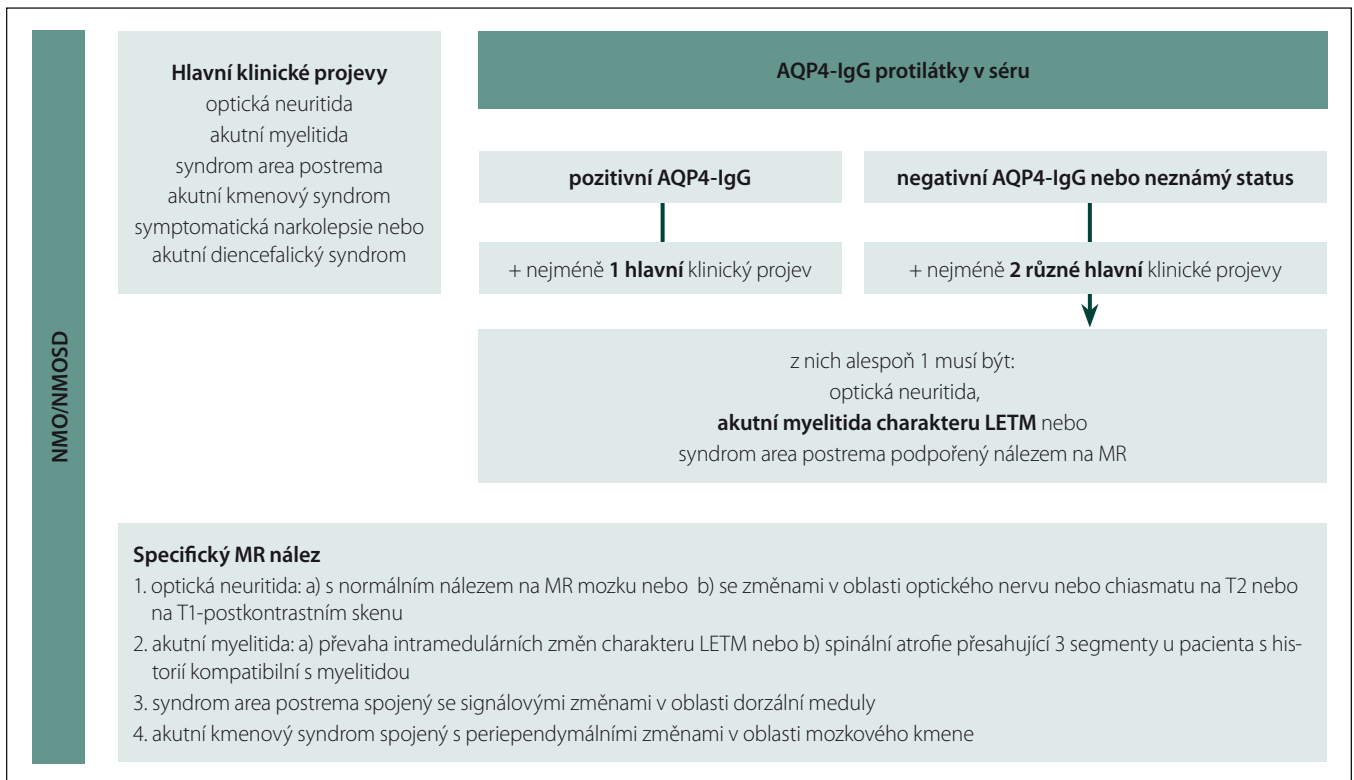 NMO/NMOSD
Hlavní klinické projevy
optická neuritida
akutní myelitida
syndrom area postrema
akutní kmenový syndrom
symptomatická narkolepsie nebo
akutní diencefalický syndrom
AQP4-IgG protilátky v séru
pozitivní AQP4-IgG
+ nejméně 1 hlavní klinický projev
negativní AQP4-IgG nebo neznámý status
+ nejméně 2 různé hlavní klinické projevy
z nich alespoň 1 musí být:
optická neuritida,
akutní myelitida charakteru LETM nebo
syndrom area postrema podpořený nálezem na MR
Specifický MR nález
1. optická neuritida: a) s normálním nálezem na MR mozku nebo b) se změnami v oblasti optického nervu nebo chiasmatu na T2 nebo
na T1-postkontrastním skenu
2. akutní myelitida: a) převaha intramedulárních změn charakteru LETM nebo b) spinální atrofie přesahující 3 segmenty u pacienta s his-
torií kompatibilní s myelitidou
3. syndrom area postrema spojený se signálovými změnami v oblasti dorzální meduly
4. akutní kmenový syndrom spojený s periependymálními změnami v oblasti mozkového kmene